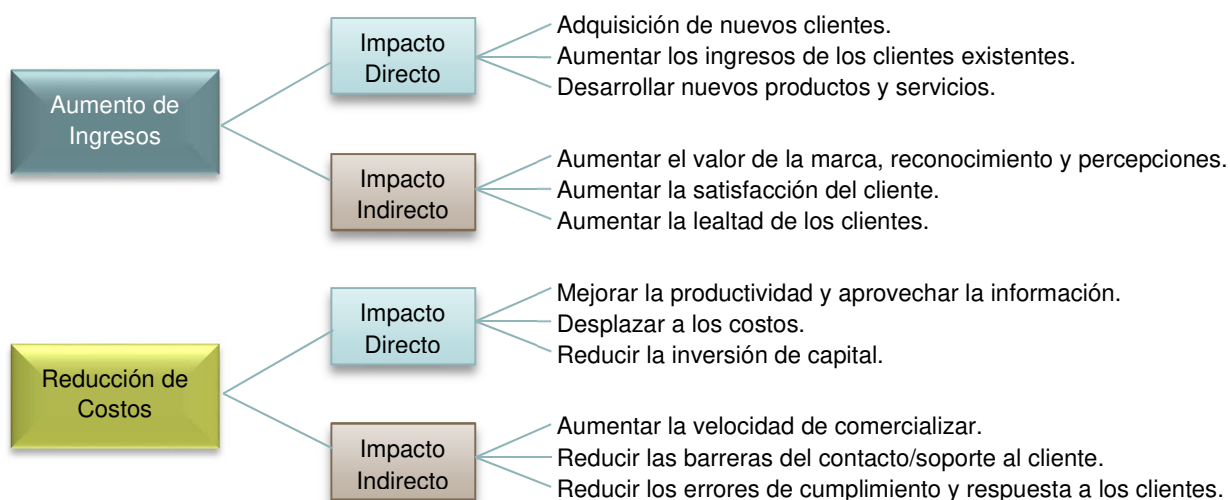 Aumento de
Ingresos
Impacto
Directo
Adquisición de nuevos clientes.
Aumentar los ingresos de los clientes existentes.
Desarrollar nuevos productos y servicios.
Impacto
Indirecto
Aumentar el valor de la marca, reconocimiento y percepciones.
Aumentar la satisfacción del cliente.
Aumentar la lealtad de los clientes.
Reducción de
Costos
Impacto
Directo
Mejorar la productividad y aprovechar la información.
Desplazar a los costos.
Reducir la inversión de capital.
Impacto
Indirecto
Aumentar la velocidad de comercializar.
Reducir las barreras del contacto/soporte al cliente.
Reducir los errores de cumplimiento y respuesta a los clientes.